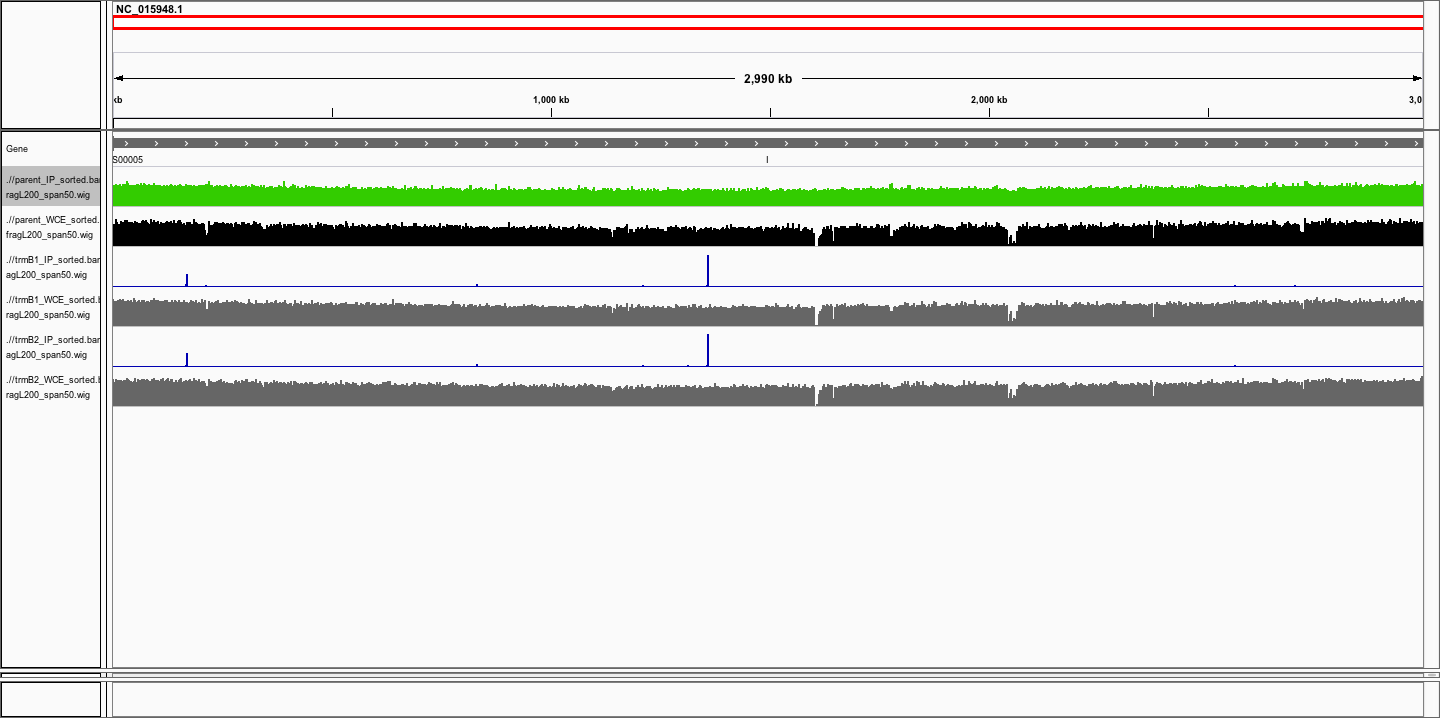 NC_015948.1
2,990 kb
kb 1,000 kb 2,000 kb 3,0
Gene
S00005
.//parent_IP_sorted.ba
ragL200_span50.wig
.//parent_WCE_sorted.
fragL200_span50.wig
.//trmB1_IP_sorted.bar
agL200_span50.wig
.//trmB1_WCE_sorted.b
ragL200_span50.wig
.//trmB2_IP_sorted.bar
agL200_span50.wig
.//trmB2_WCE_sorted.b
ragL200_span50.wig